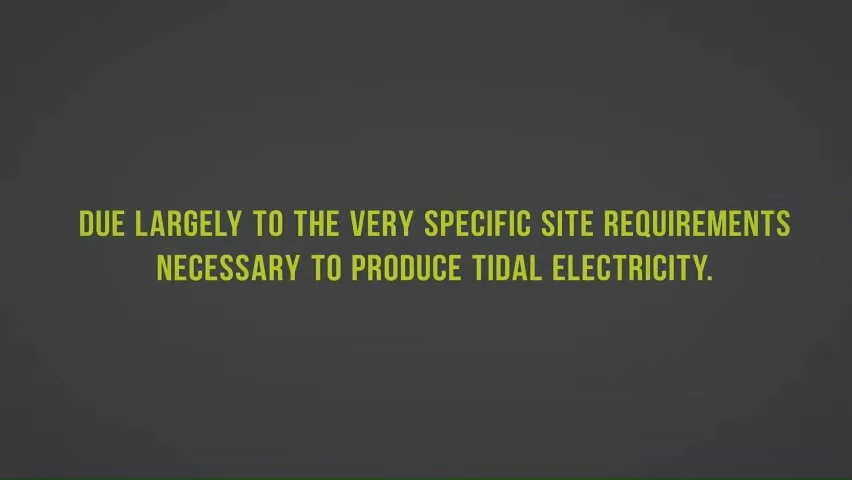 DUE LARGELY TO THE VERY SPECIFIC SITE REQUIREMENTS
NECESSARY TO PRODUCE TIDAL ELECTRICITY.